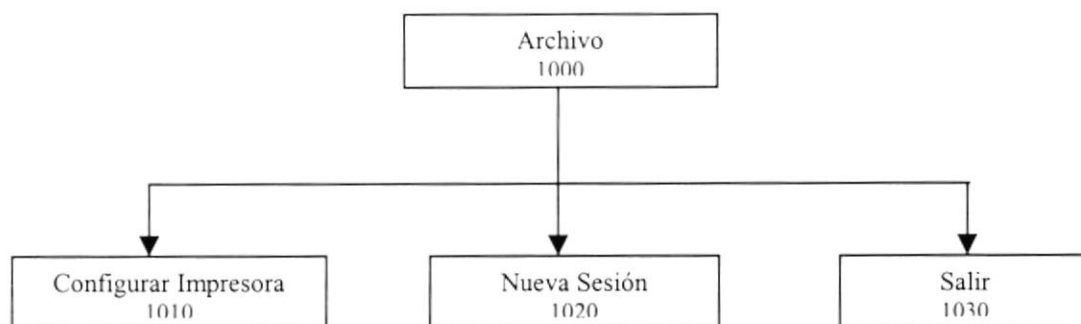 Archivo
1000
Configurar Impresora
1010
Nueva Sesión
1020
Salir
1030